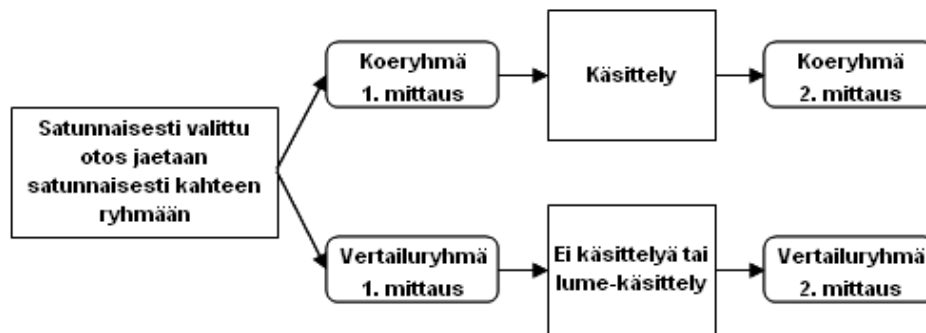 Satunnaisesti valittu
otos jaetaan
satunnaisesti kahteen
ryhmään
Koeryhmä
1. mittaus
Käsittely
Koeryhmä
2. mittaus
Vertailuryhmä
1. mittaus
Ei käsittelyä tai
lume-käsittely
Vertailuryhmä
2. mittaus